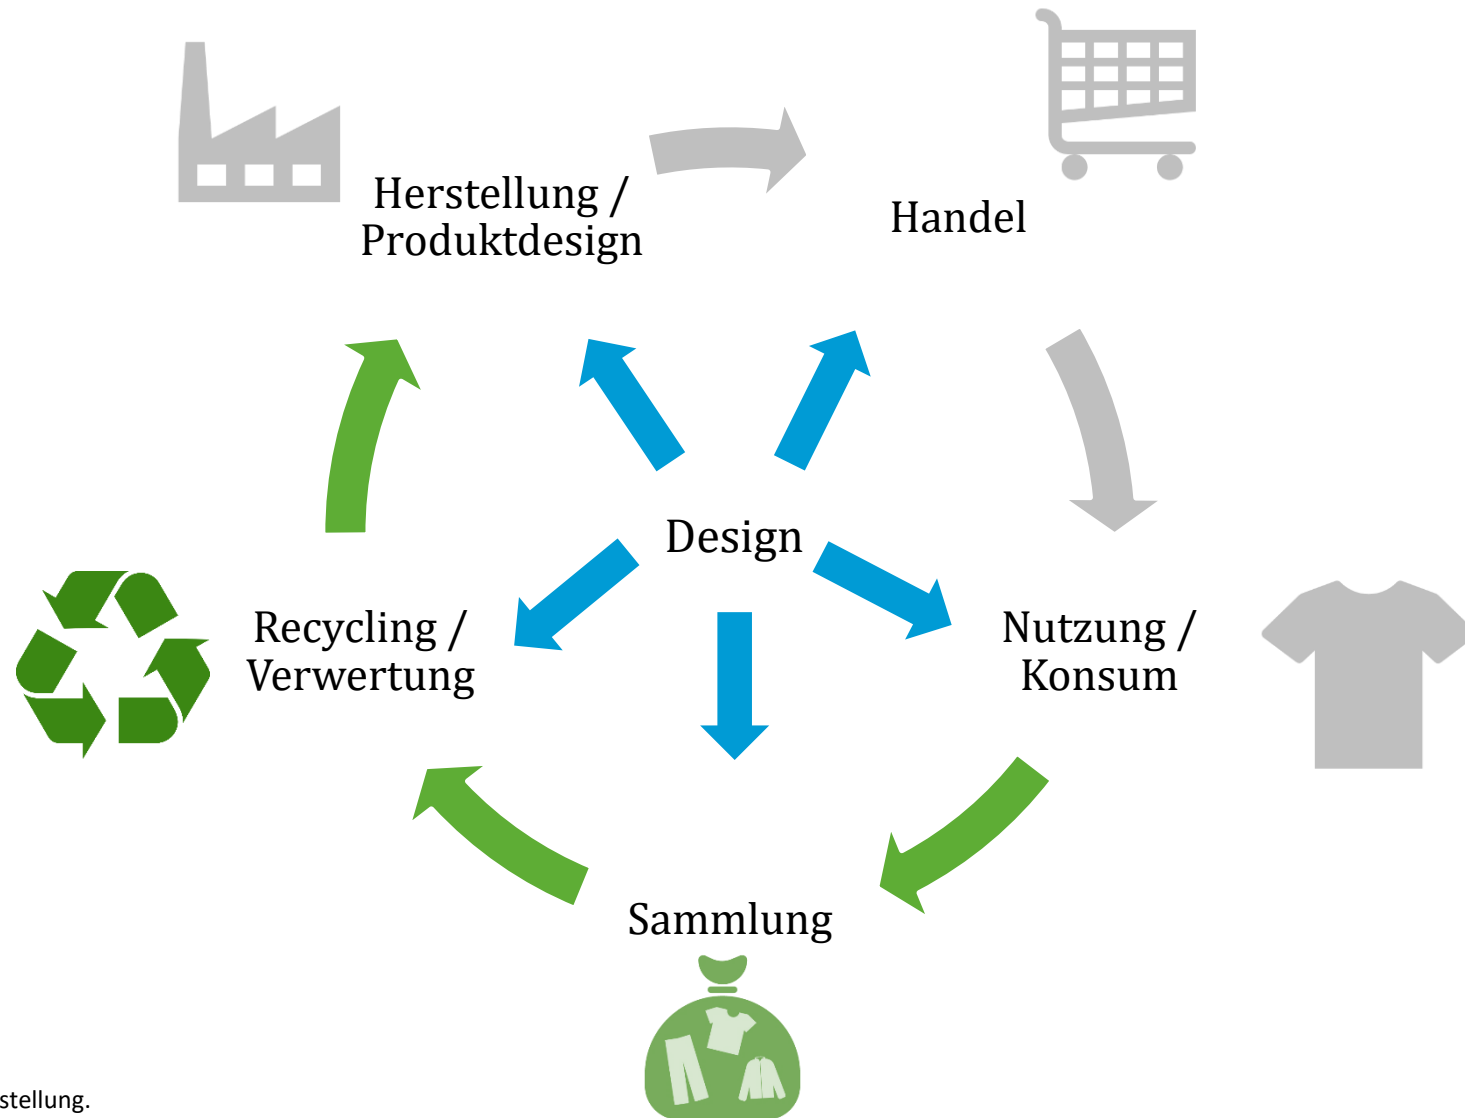 Herstellung /
Produktdesign
Handel
Design
Recycling /
Verwertung
Nutzung /
Konsum
Sammlung
stellung.